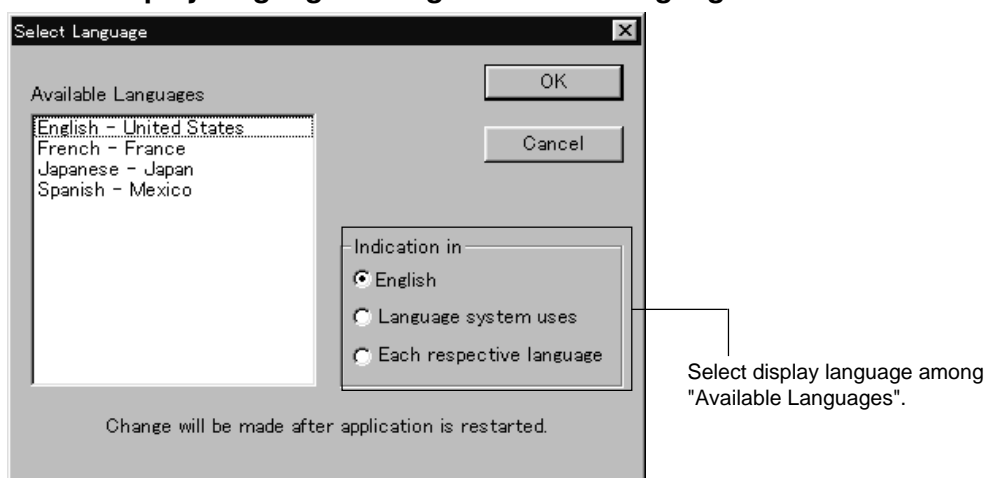 Select Language
Available Languages
English - United States
French - France
Japanese - Japan
Spanish - Mexico
OK
Cancel
Indication in
English
Language system uses
Each respective language
Select display language among
"Available Languages".
Change will be made after application is restarted.